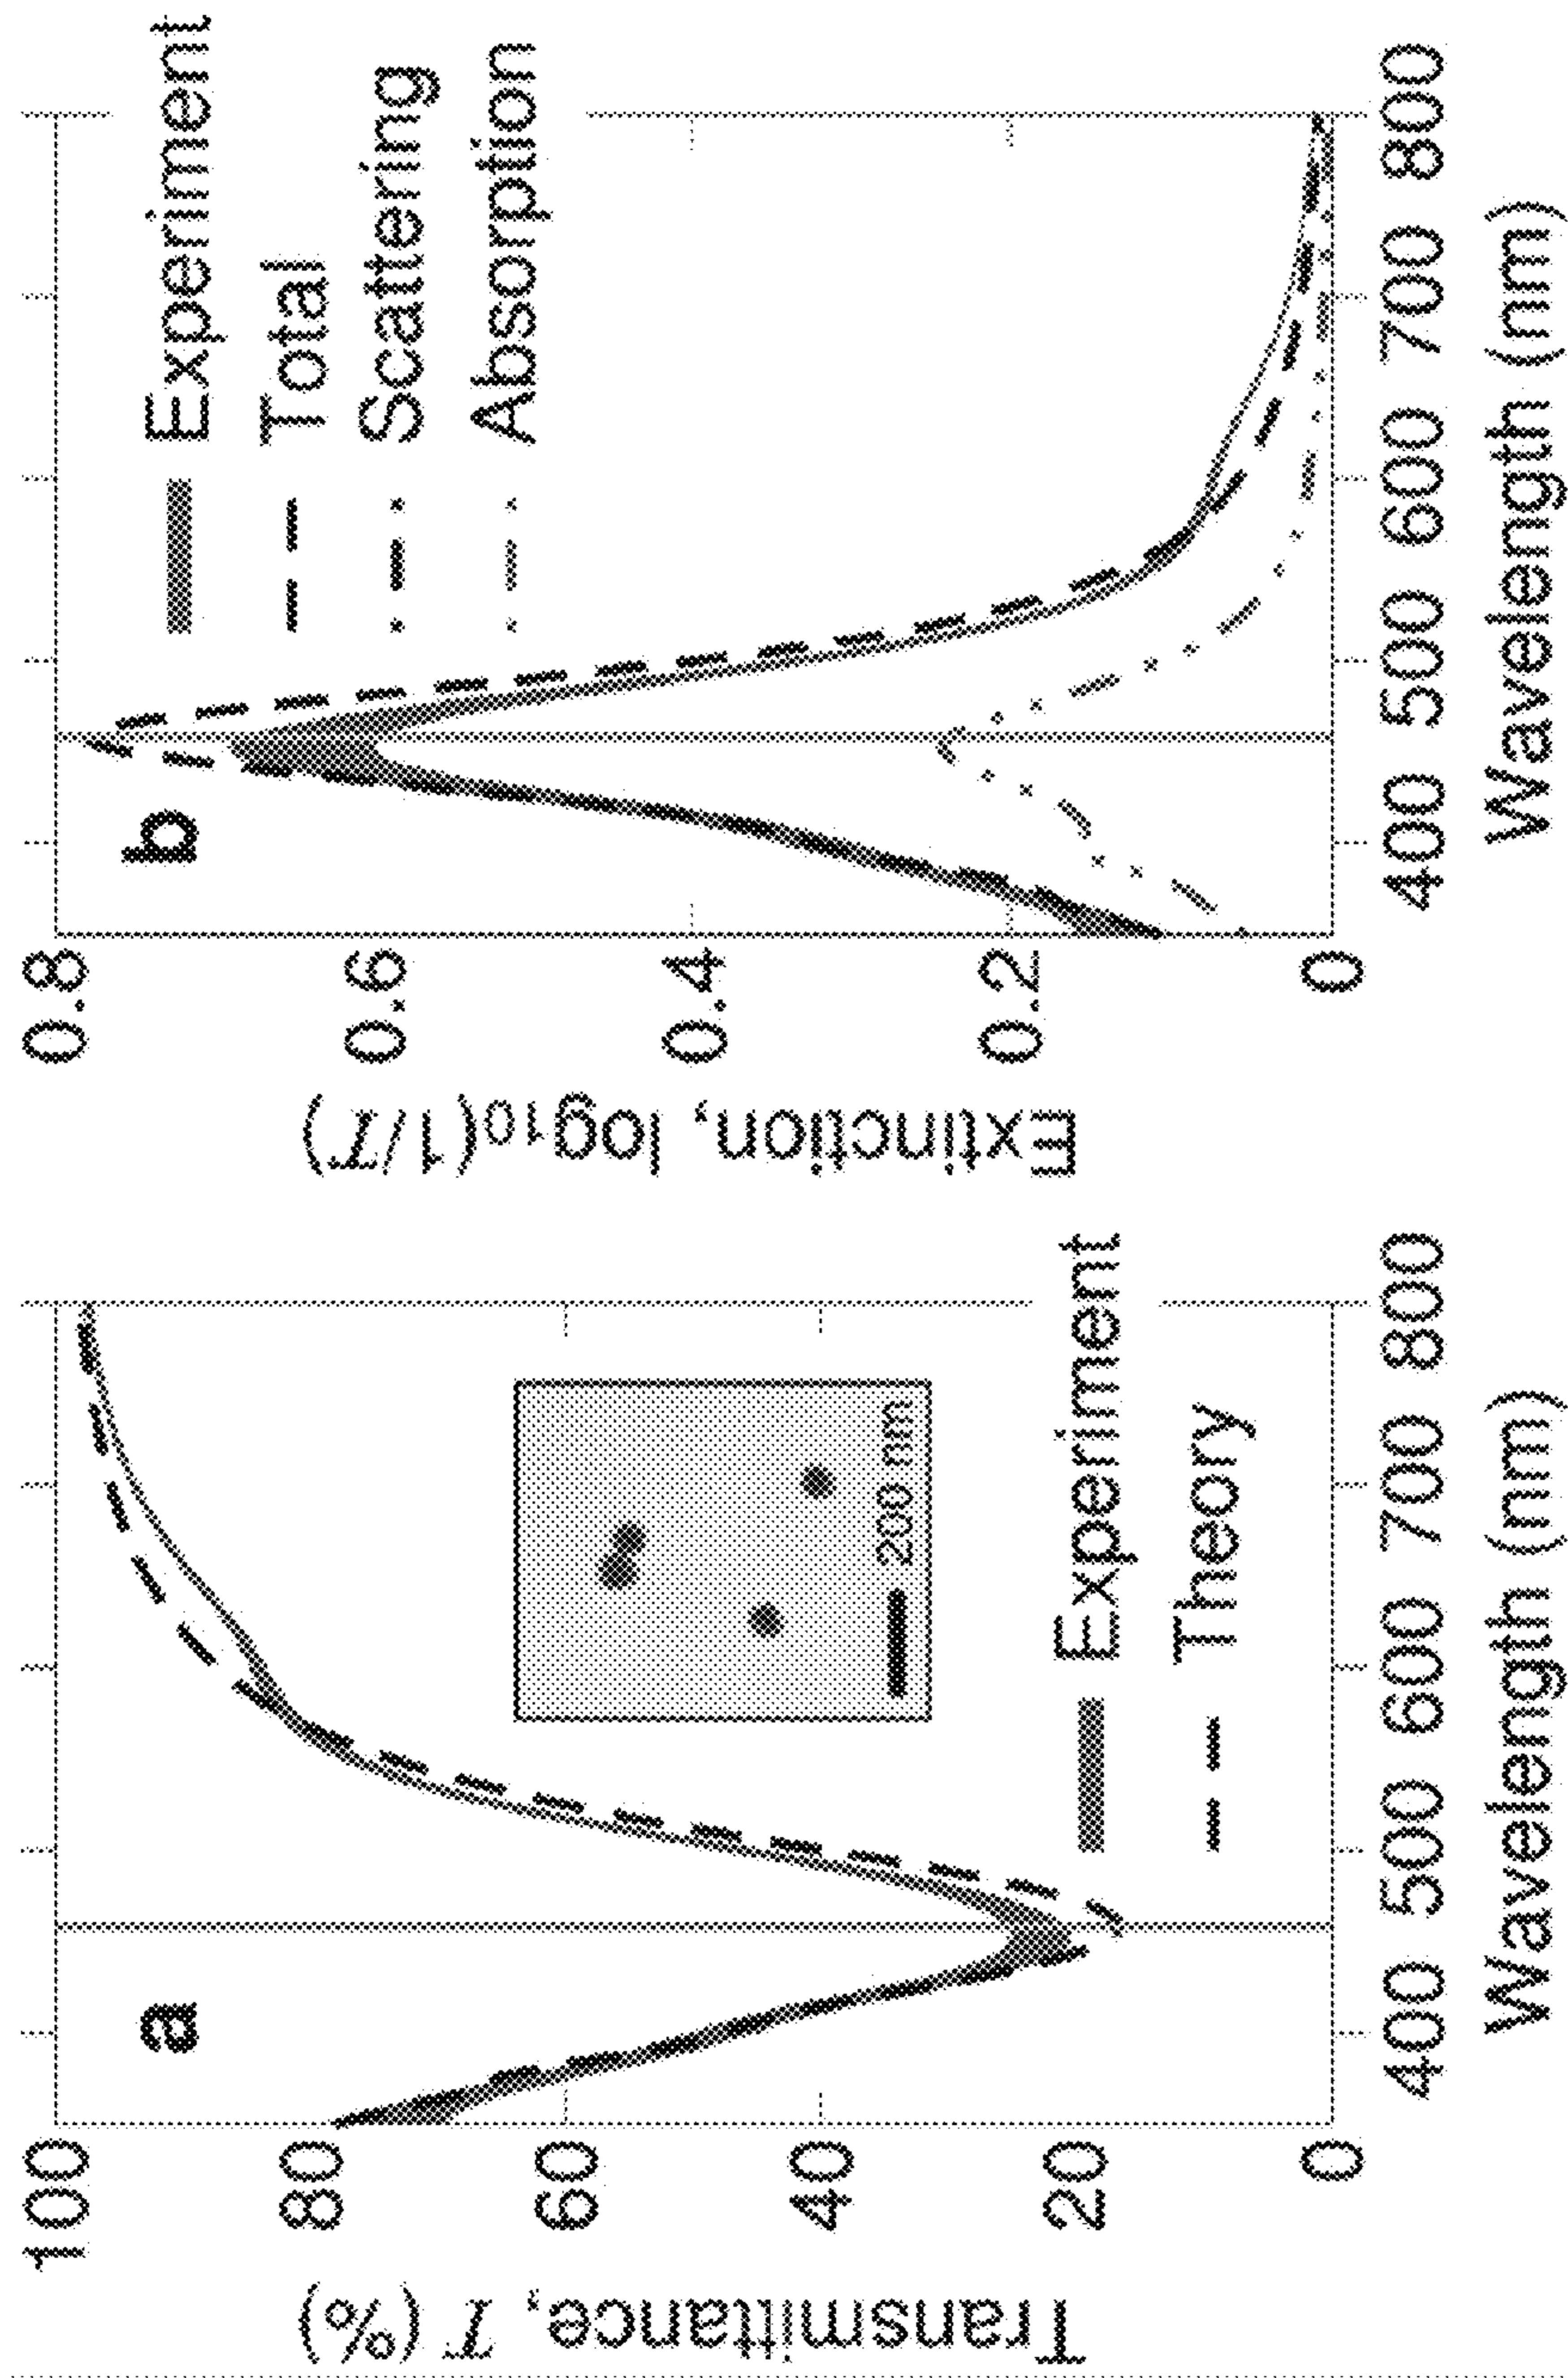 a
Transmittance, T (%)
100
80
60
40
20
0
400 500 600 700 800
Wavelength (nm)
Experiment
Theory
200 nm
b
Extinction, log₁₀(1/T)
0.8
0.6
0.4
0.2
0
400 500 600 700 800
Wavelength (nm)
Experiment
Total
Scattering
Absorption